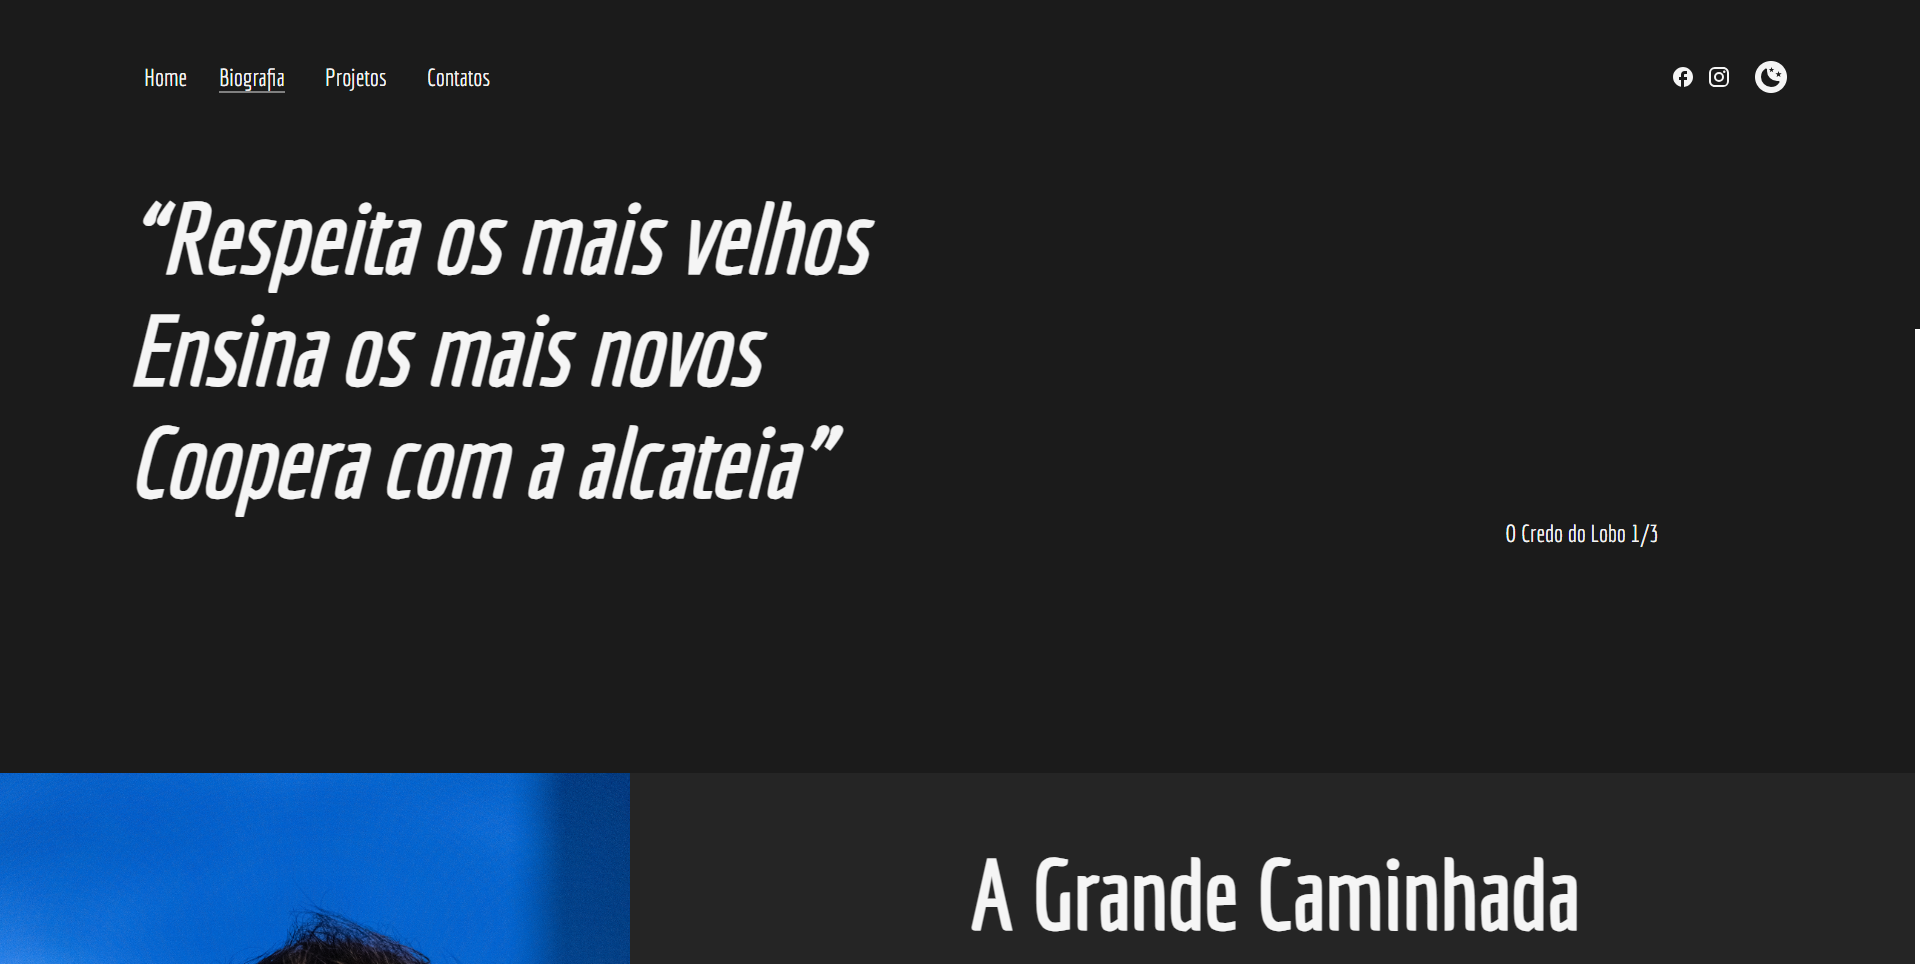 Home
Biografia
Projetos
Contatos
“Respeita os mais velhos
Ensina os mais novos
Coopera com a alcateia”
O Credo do Lobo 1/3
A Grande Caminhada